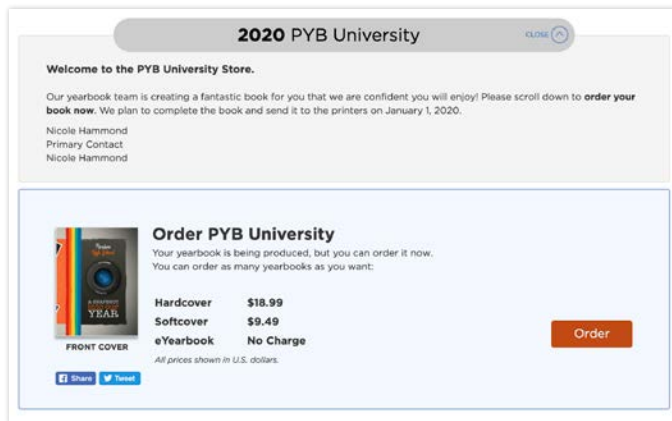 2020 PYB University
CLOSE
Welcome to the PYB University Store.
Our yearbook team is creating a fantastic book for you that we are confident you will enjoy! Please scroll down to order your
book now. We plan to complete the book and send it to the printers on January 1, 2020.
Nicole Hammond
Primary Contact
Nicole Hammond
Order PYB University
Your yearbook is being produced, but you can order it now.
You can order as many yearbooks as you want:
Hardcover $18.99
Softcover $9.49
eYearbook No Charge
All prices shown in U.S. dollars.
Order
YEAR
FRONT COVER
Share
Tweet